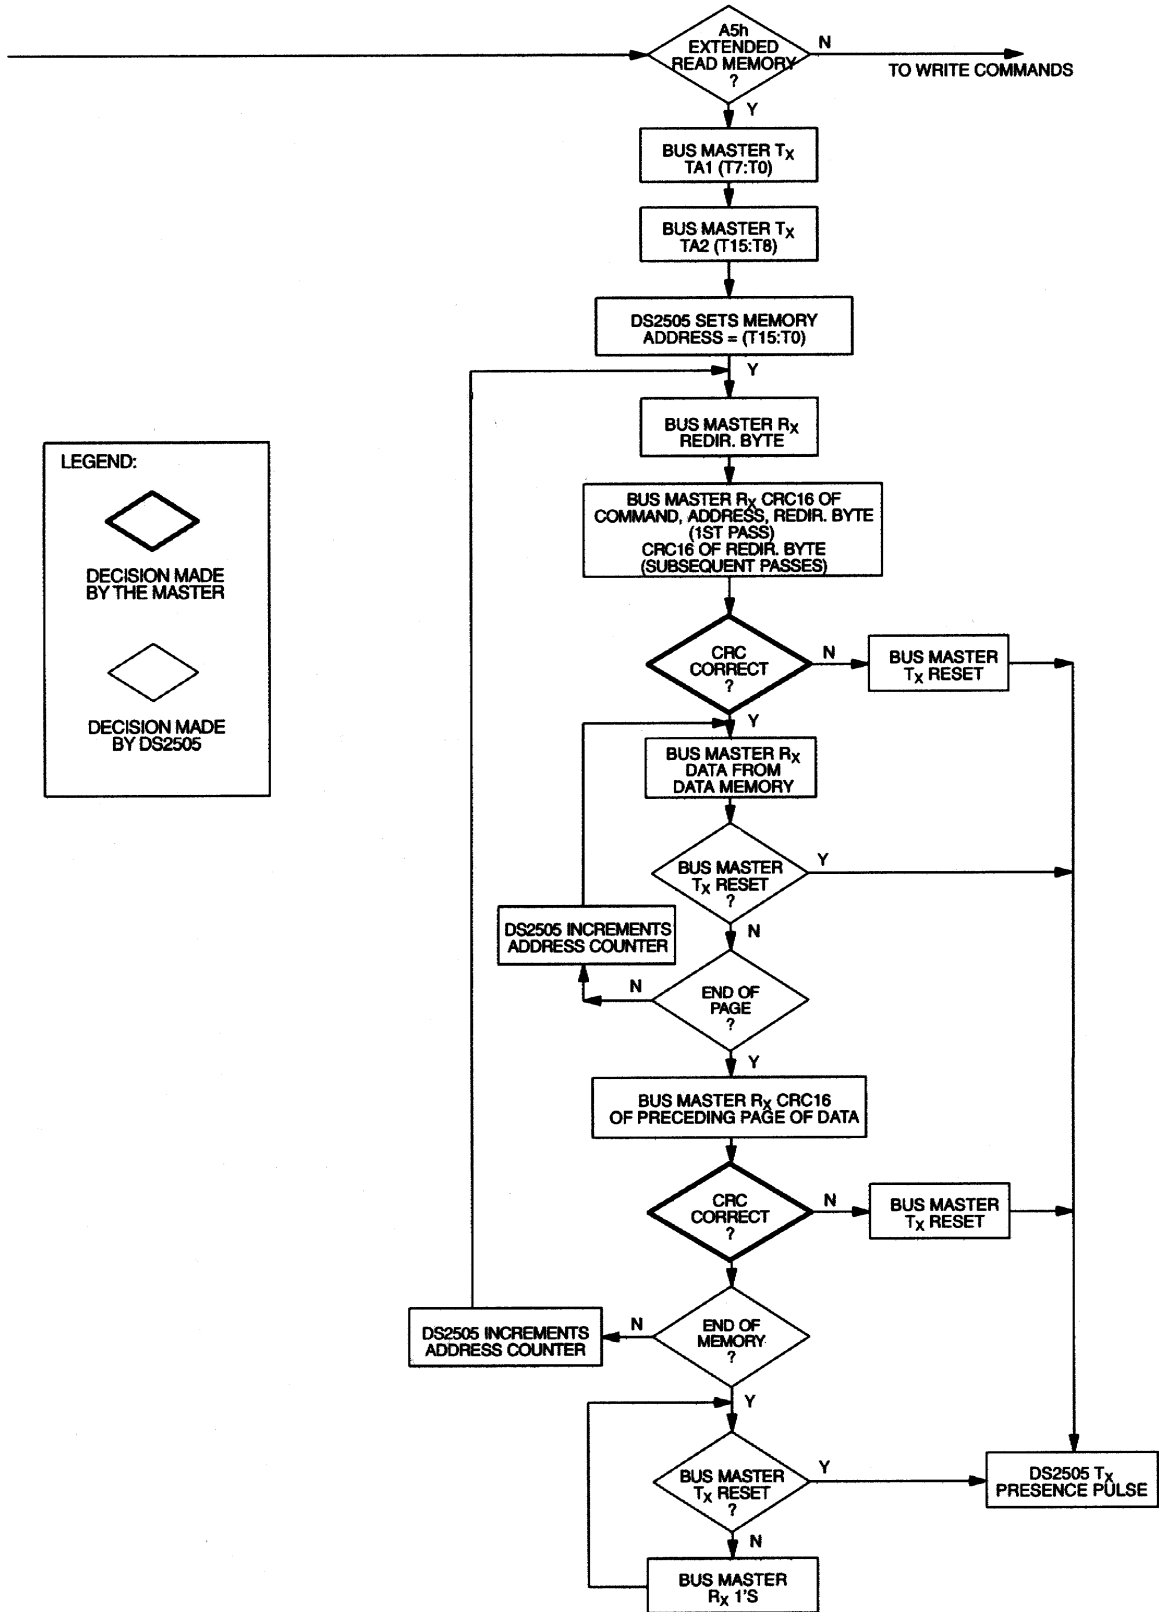 A5h
EXTENDED
READ MEMORY
?
N
TO WRITE COMMANDS
Y
BUS MASTER TX
TA1 (T7:T0)
BUS MASTER TX
TA2 (T15:T8)
DS2505 SETS MEMORY
ADDRESS = (T15:T0)
Y
BUS MASTER RX
REDIR. BYTE
LEGEND:
DECISION MADE
BY THE MASTER
DECISION MADE
BY DS2505
BUS MASTER RX CRC16 OF
COMMAND, ADDRESS, REDIR. BYTE
(1ST PASS)
CRC16 OF REDIR. BYTE
(SUBSEQUENT PASSES)
CRC
CORRECT
?
N
BUS MASTER
TX RESET
Y
BUS MASTER RX
DATA FROM
DATA MEMORY
BUS MASTER
TX RESET
?
Y
N
DS2505 INCREMENTS
ADDRESS COUNTER
END OF
PAGE
?
N
Y
BUS MASTER RX CRC16
OF PRECEDING PAGE OF DATA
CRC
CORRECT
?
N
BUS MASTER
TX RESET
END OF
MEMORY
?
N
DS2505 INCREMENTS
ADDRESS COUNTER
Y
BUS MASTER
TX RESET
?
Y
DS2505 TX
PRESENCE PULSE
N
BUS MASTER
RX 1'S